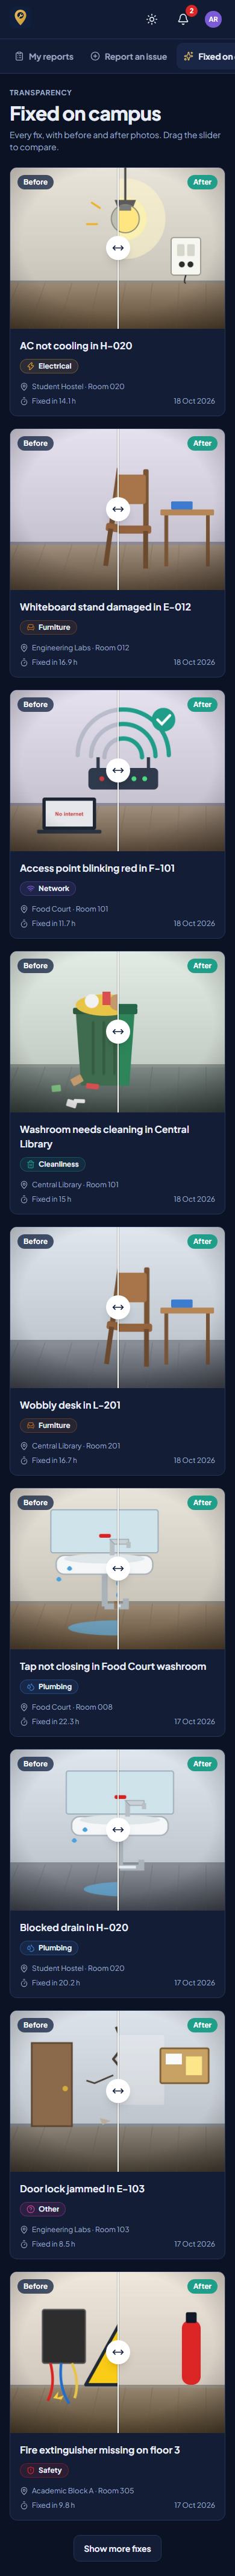 2
AR
My reports
Report an issue
Fixed on
TRANSPARENCY
Fixed on campus
Every fix, with before and after photos. Drag the slider
to compare.
Before
After
AC not cooling in H-020
Electrical
Student Hostel · Room 020
Fixed in 14.1 h
18 Oct 2026
Before
After
Whiteboard stand damaged in E-012
Furniture
Engineering Labs · Room 012
Fixed in 16.9 h
18 Oct 2026
Before
After
No internet
Access point blinking red in F-101
Network
Food Court · Room 101
Fixed in 11.7 h
18 Oct 2026
Before
After
Washroom needs cleaning in Central
Library
Cleanliness
Central Library · Room 101
Fixed in 15 h
18 Oct 2026
Before
After
Wobbly desk in L-201
Furniture
Central Library · Room 201
Fixed in 16.7 h
18 Oct 2026
Before
After
Tap not closing in Food Court washroom
Plumbing
Food Court · Room 008
Fixed in 22.3 h
17 Oct 2026
Before
After
Blocked drain in H-020
Plumbing
Student Hostel · Room 020
Fixed in 20.2 h
17 Oct 2026
Before
After
Door lock jammed in E-103
Other
Engineering Labs · Room 103
Fixed in 8.5 h
17 Oct 2026
Before
After
Fire extinguisher missing on floor 3
Safety
Academic Block A · Room 305
Fixed in 9.8 h
17 Oct 2026
Show more fixes